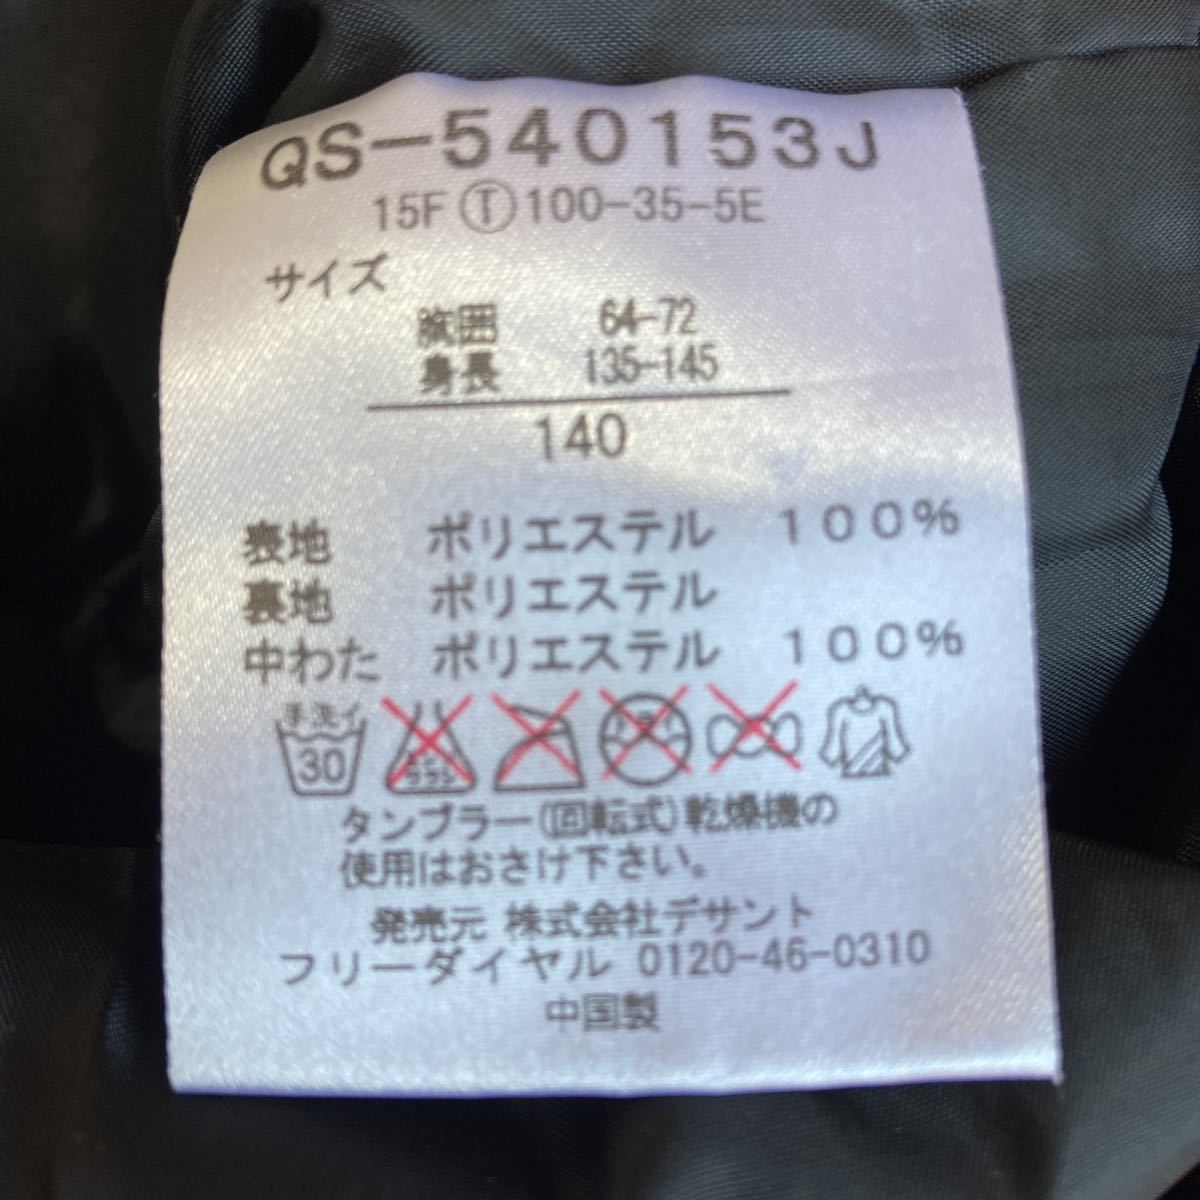 QS-540153J
15F Ⓣ100-35-5E
サイズ
胸囲 64-72
身長 135-145
140
表地 ポリエステル 100%
裏地 ポリエステル
中わた ポリエステル 100%
手洗イ
30
タンブラー(回転式)乾燥機の
使用はおさけ下さい。
発売元 株式会社デサント
フリーダイヤル 0120-46-0310
中国製